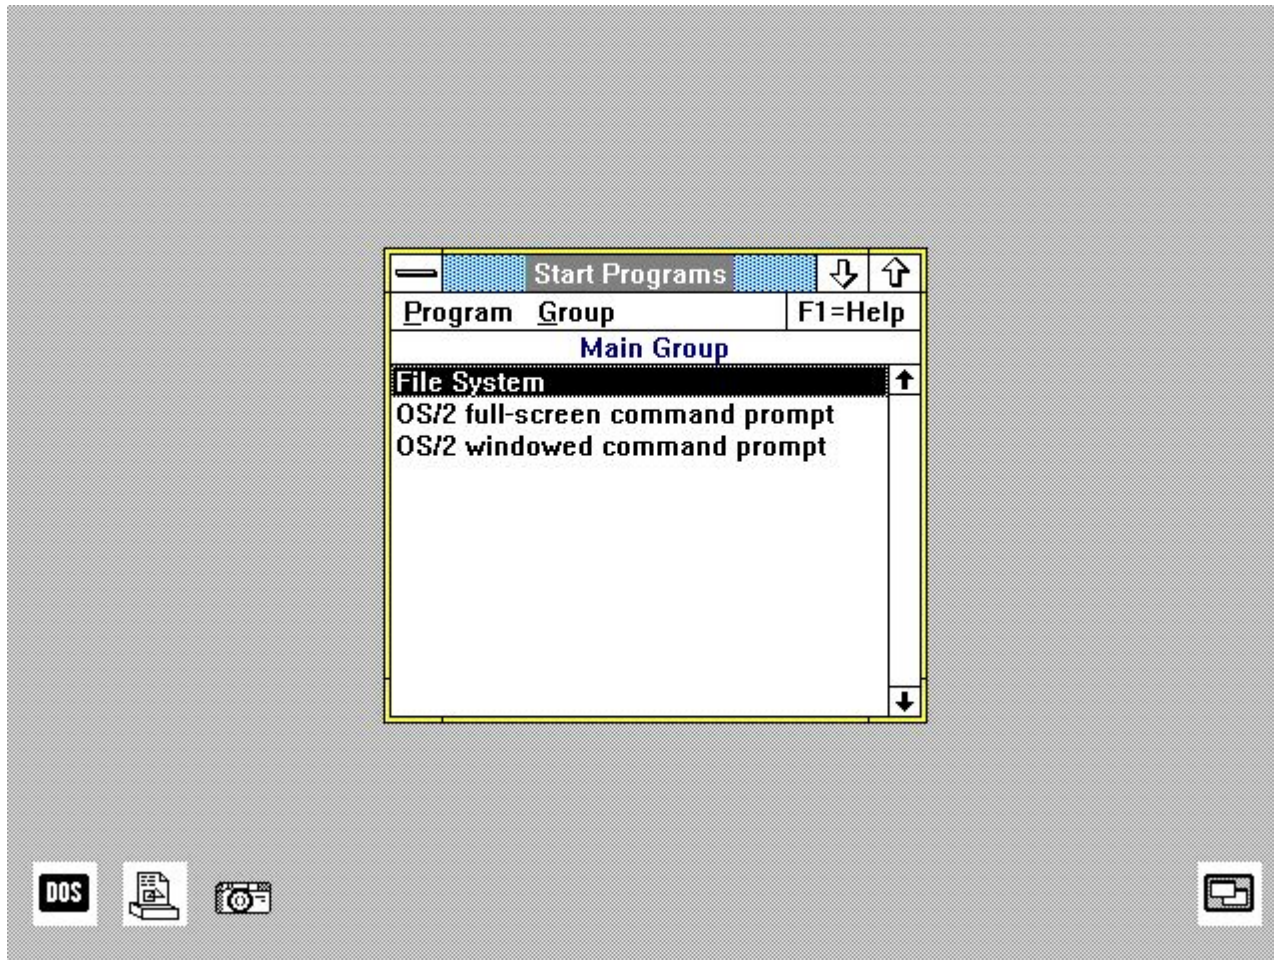 Start Programs
Program Group F1=Help
Main Group
File System
OS/2 full-screen command prompt
OS/2 windowed command prompt
DOS